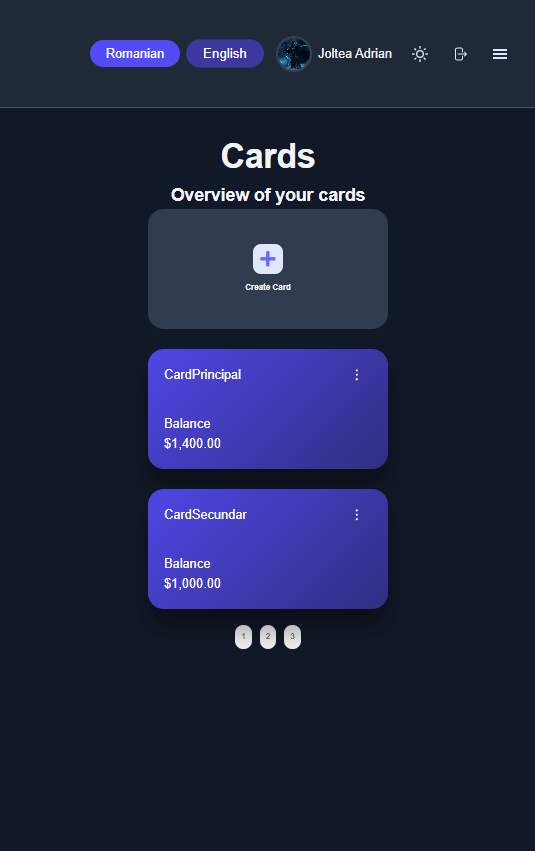 Romanian English Joltea Adrian
Cards
Overview of your cards
Create Card
CardPrincipal
Balance
$1,400.00
CardSecundar
Balance
$1,000.00
1 2 3